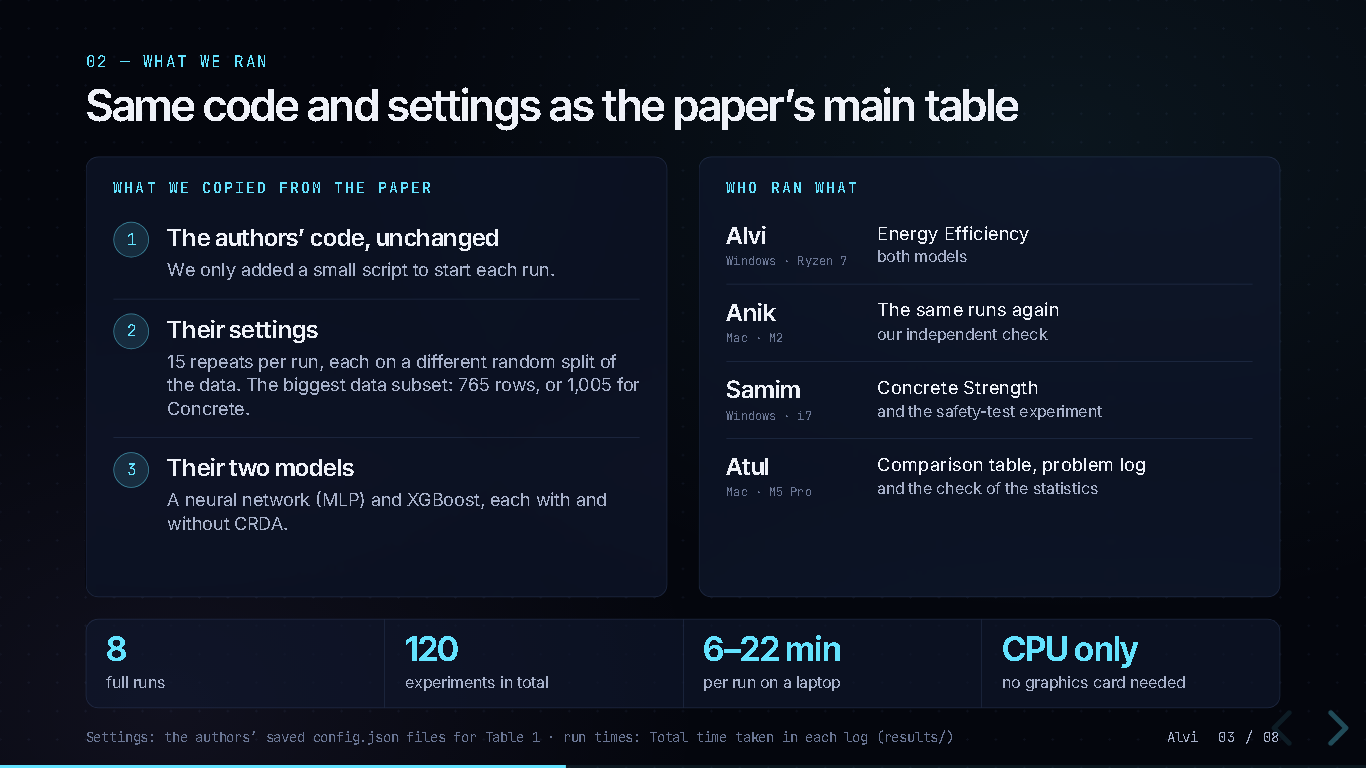 02 — WHAT WE RAN
Same code and settings as the paper’s main table
WHAT WE COPIED FROM THE PAPER
1
The authors’ code, unchanged
We only added a small script to start each run.
2
Their settings
15 repeats per run, each on a different random split of
the data. The biggest data subset: 765 rows, or 1,005 for
Concrete.
3
Their two models
A neural network (MLP) and XGBoost, each with and
without CRDA.
WHO RAN WHAT
Alvi
Windows · Ryzen 7
Energy Efficiency
both models
Anik
Mac · M2
The same runs again
our independent check
Samim
Windows · i7
Concrete Strength
and the safety-test experiment
Atul
Mac · M5 Pro
Comparison table, problem log
and the check of the statistics
8
full runs
120
experiments in total
6–22 min
per run on a laptop
CPU only
no graphics card needed
Settings: the authors’ saved config.json files for Table 1 · run times: Total time taken in each log (results/)
Alvi 03 / 08